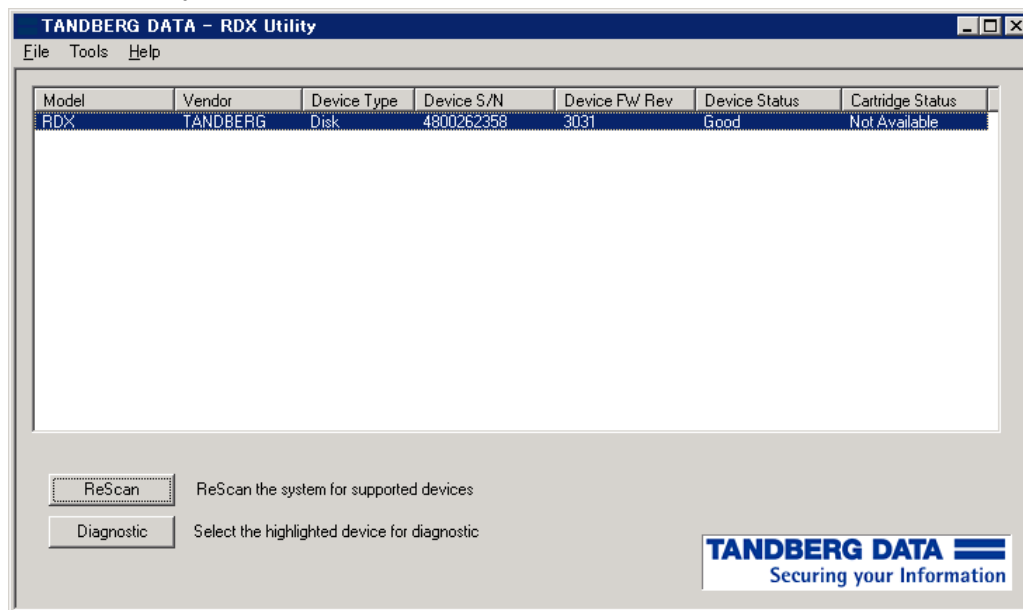 TANDBERG DATA - RDX Utility
File Tools Help
Model Vendor Device Type Device S/N Device FW Rev Device Status Cartridge Status
RDX TANDBERG Disk 4800262358 3031 Good Not Available
ReScan ReScan the system for supported devices
Diagnostic Select the highlighted device for diagnostic
TANDBERG DATA
Securing your Information